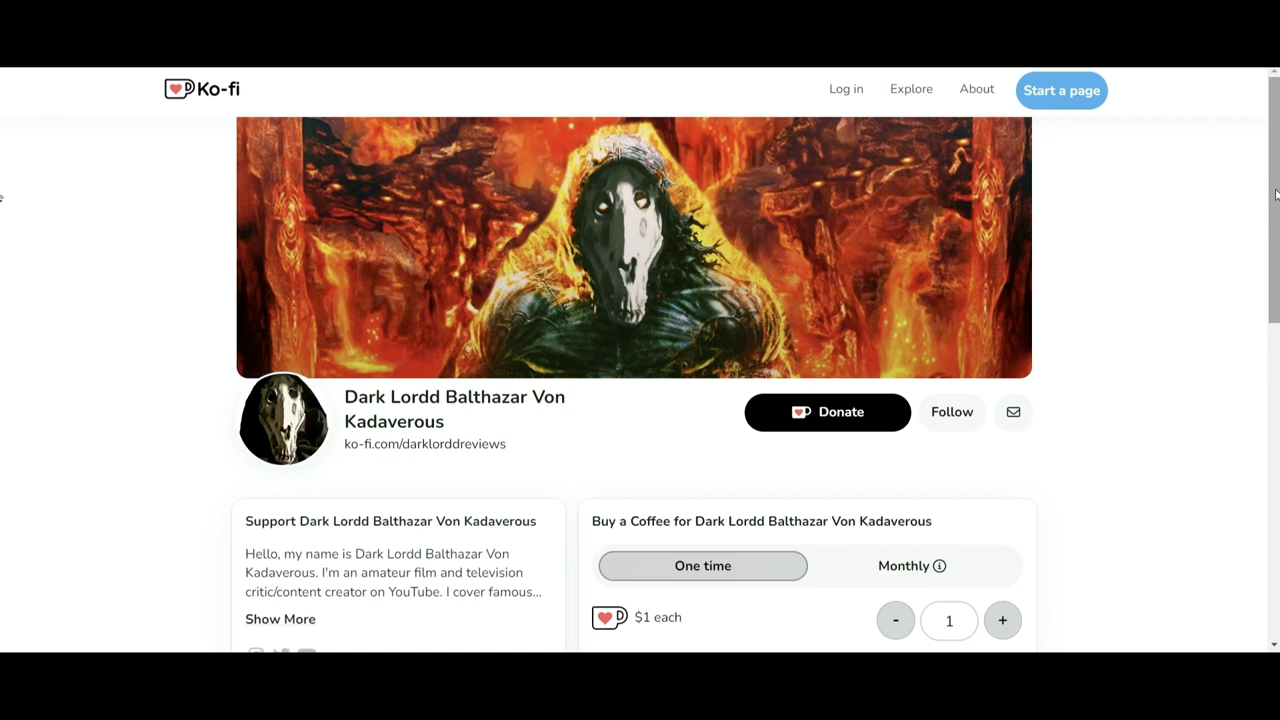 Ko-fi
Log in
Explore
About
Start a page
Dark Lordd Balthazar Von
Kadaverous
ko-fi.com/darklorddreviews
Donate
Follow
Support Dark Lordd Balthazar Von Kadaverous
Hello, my name is Dark Lordd Balthazar Von
Kadaverous. I'm an amateur film and television
critic/content creator on YouTube. I cover famous...
Show More
Buy a Coffee for Dark Lordd Balthazar Von Kadaverous
One time
Monthly
$1 each
-
1
+